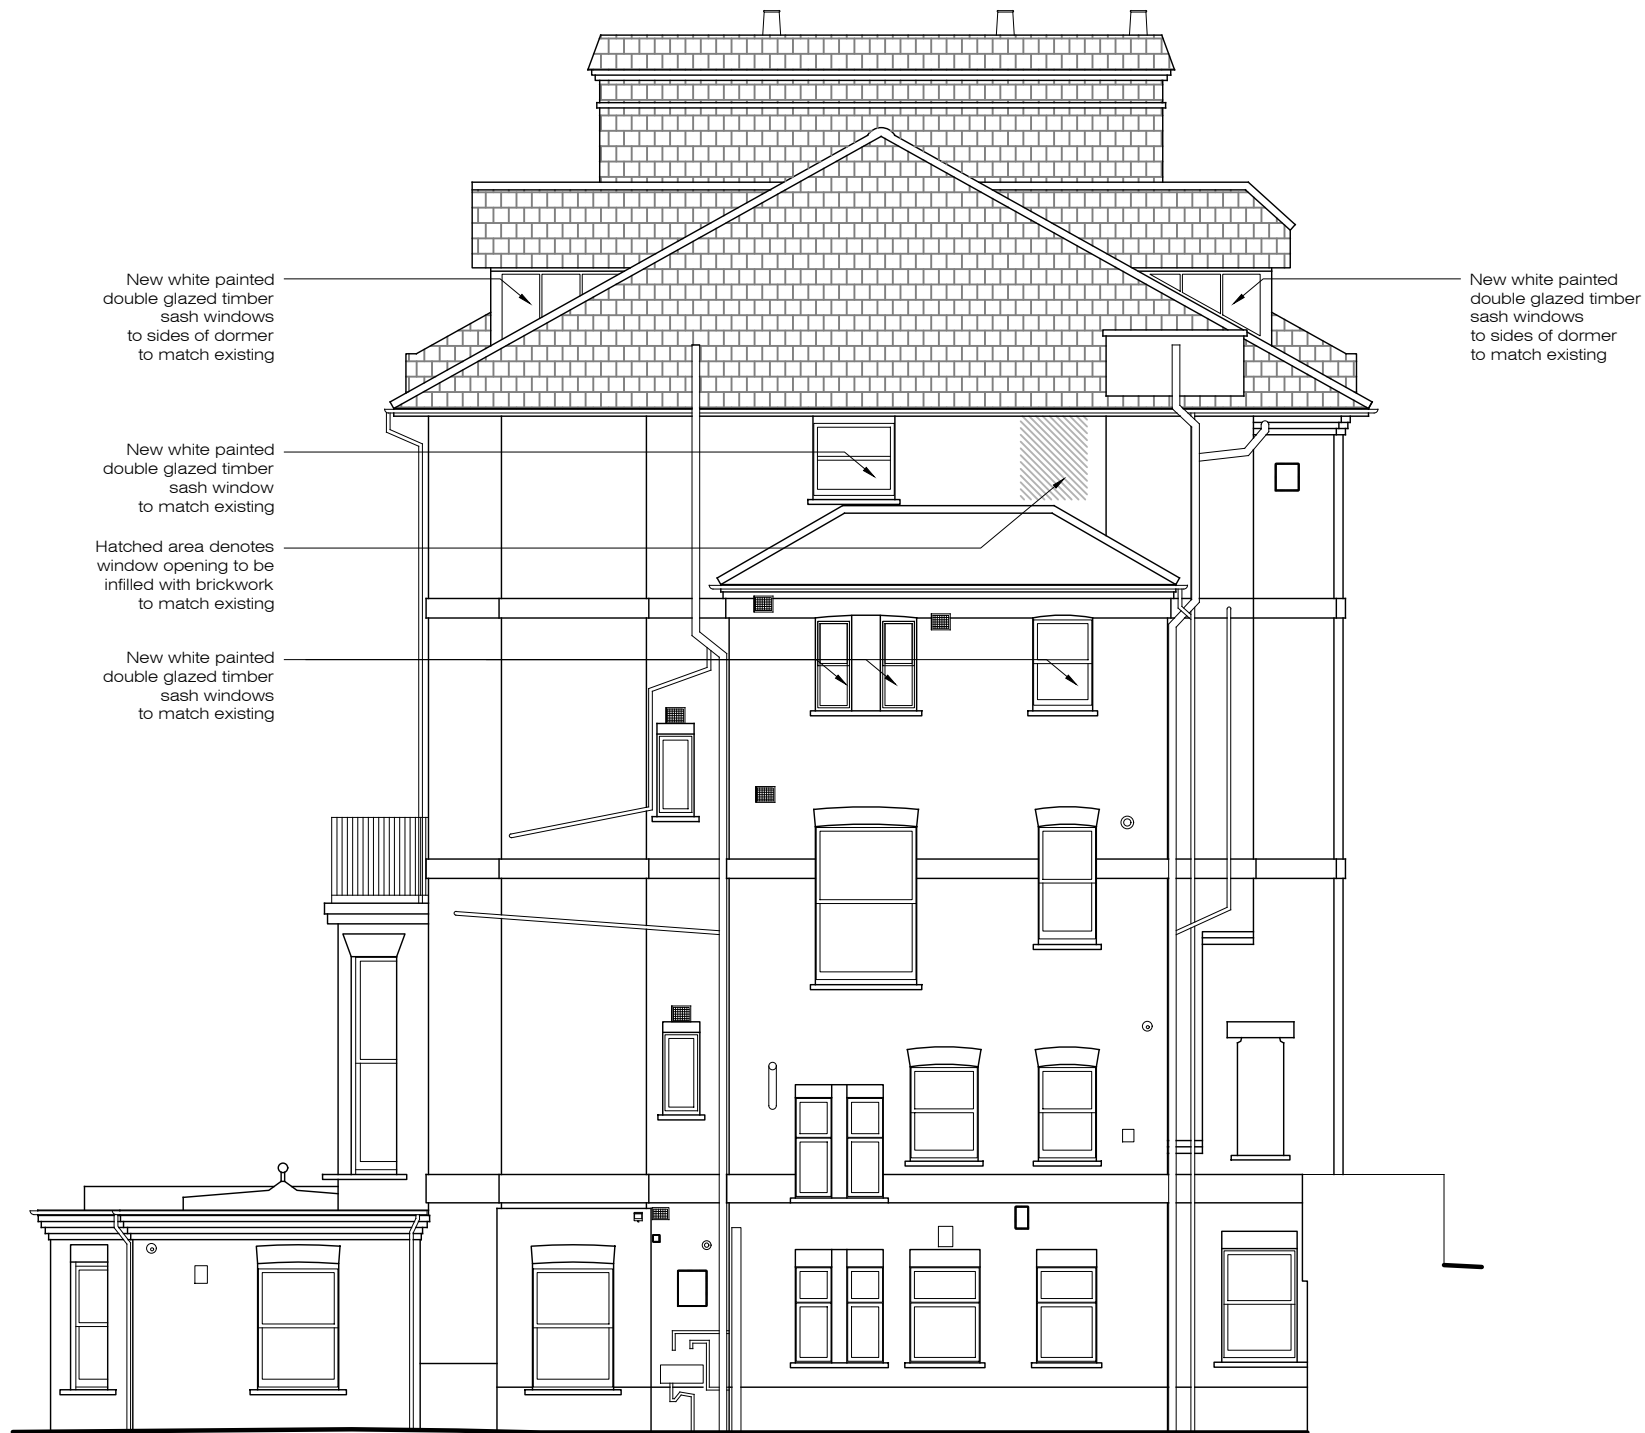 New white painted
double glazed timber
sash windows
to sides of dormer
to match existing
New white painted
double glazed timber
sash windows
to sides of dormer
to match existing
New white painted
double glazed timber
sash window
to match existing
Hatched area denotes
window opening to be
infilled with brickwork
to match existing
New white painted
double glazed timber
sash windows
to match existing